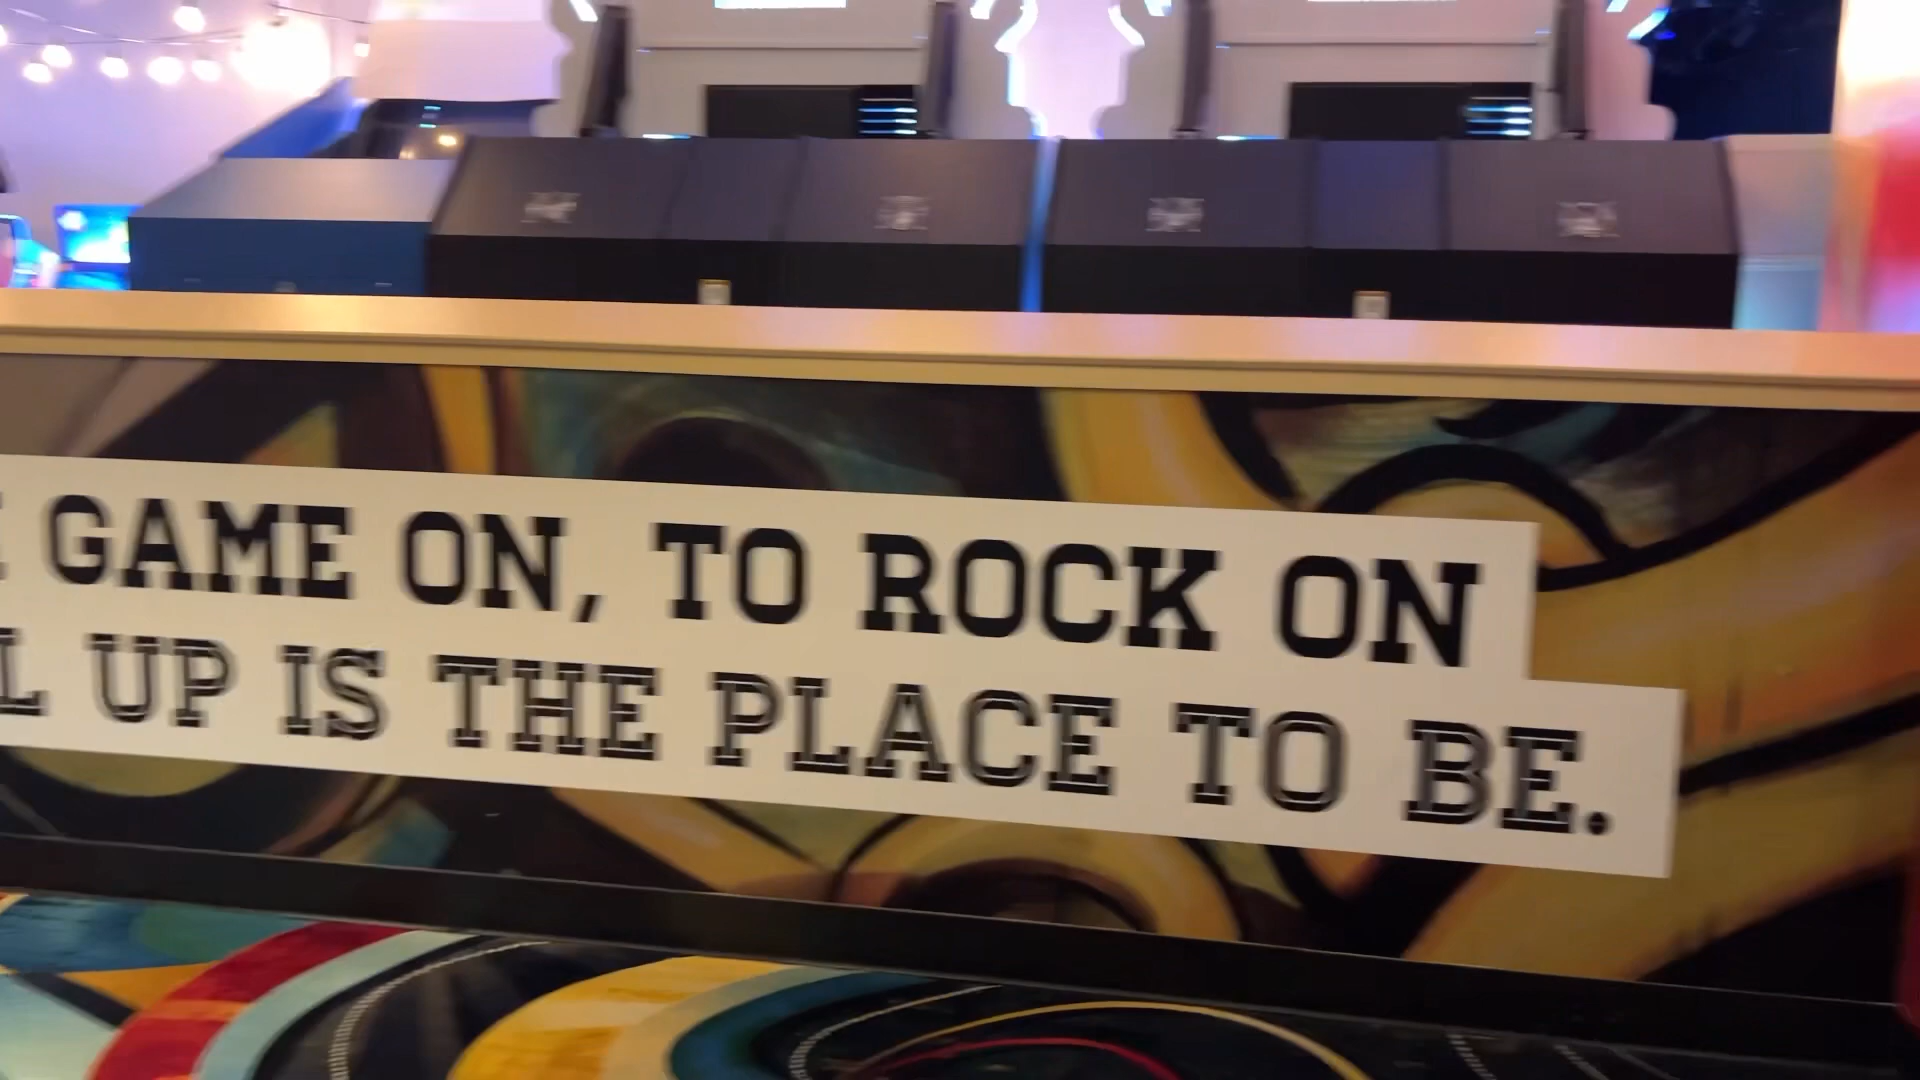 GAME ON, TO ROCK ON
UP IS THE PLACE TO BE.